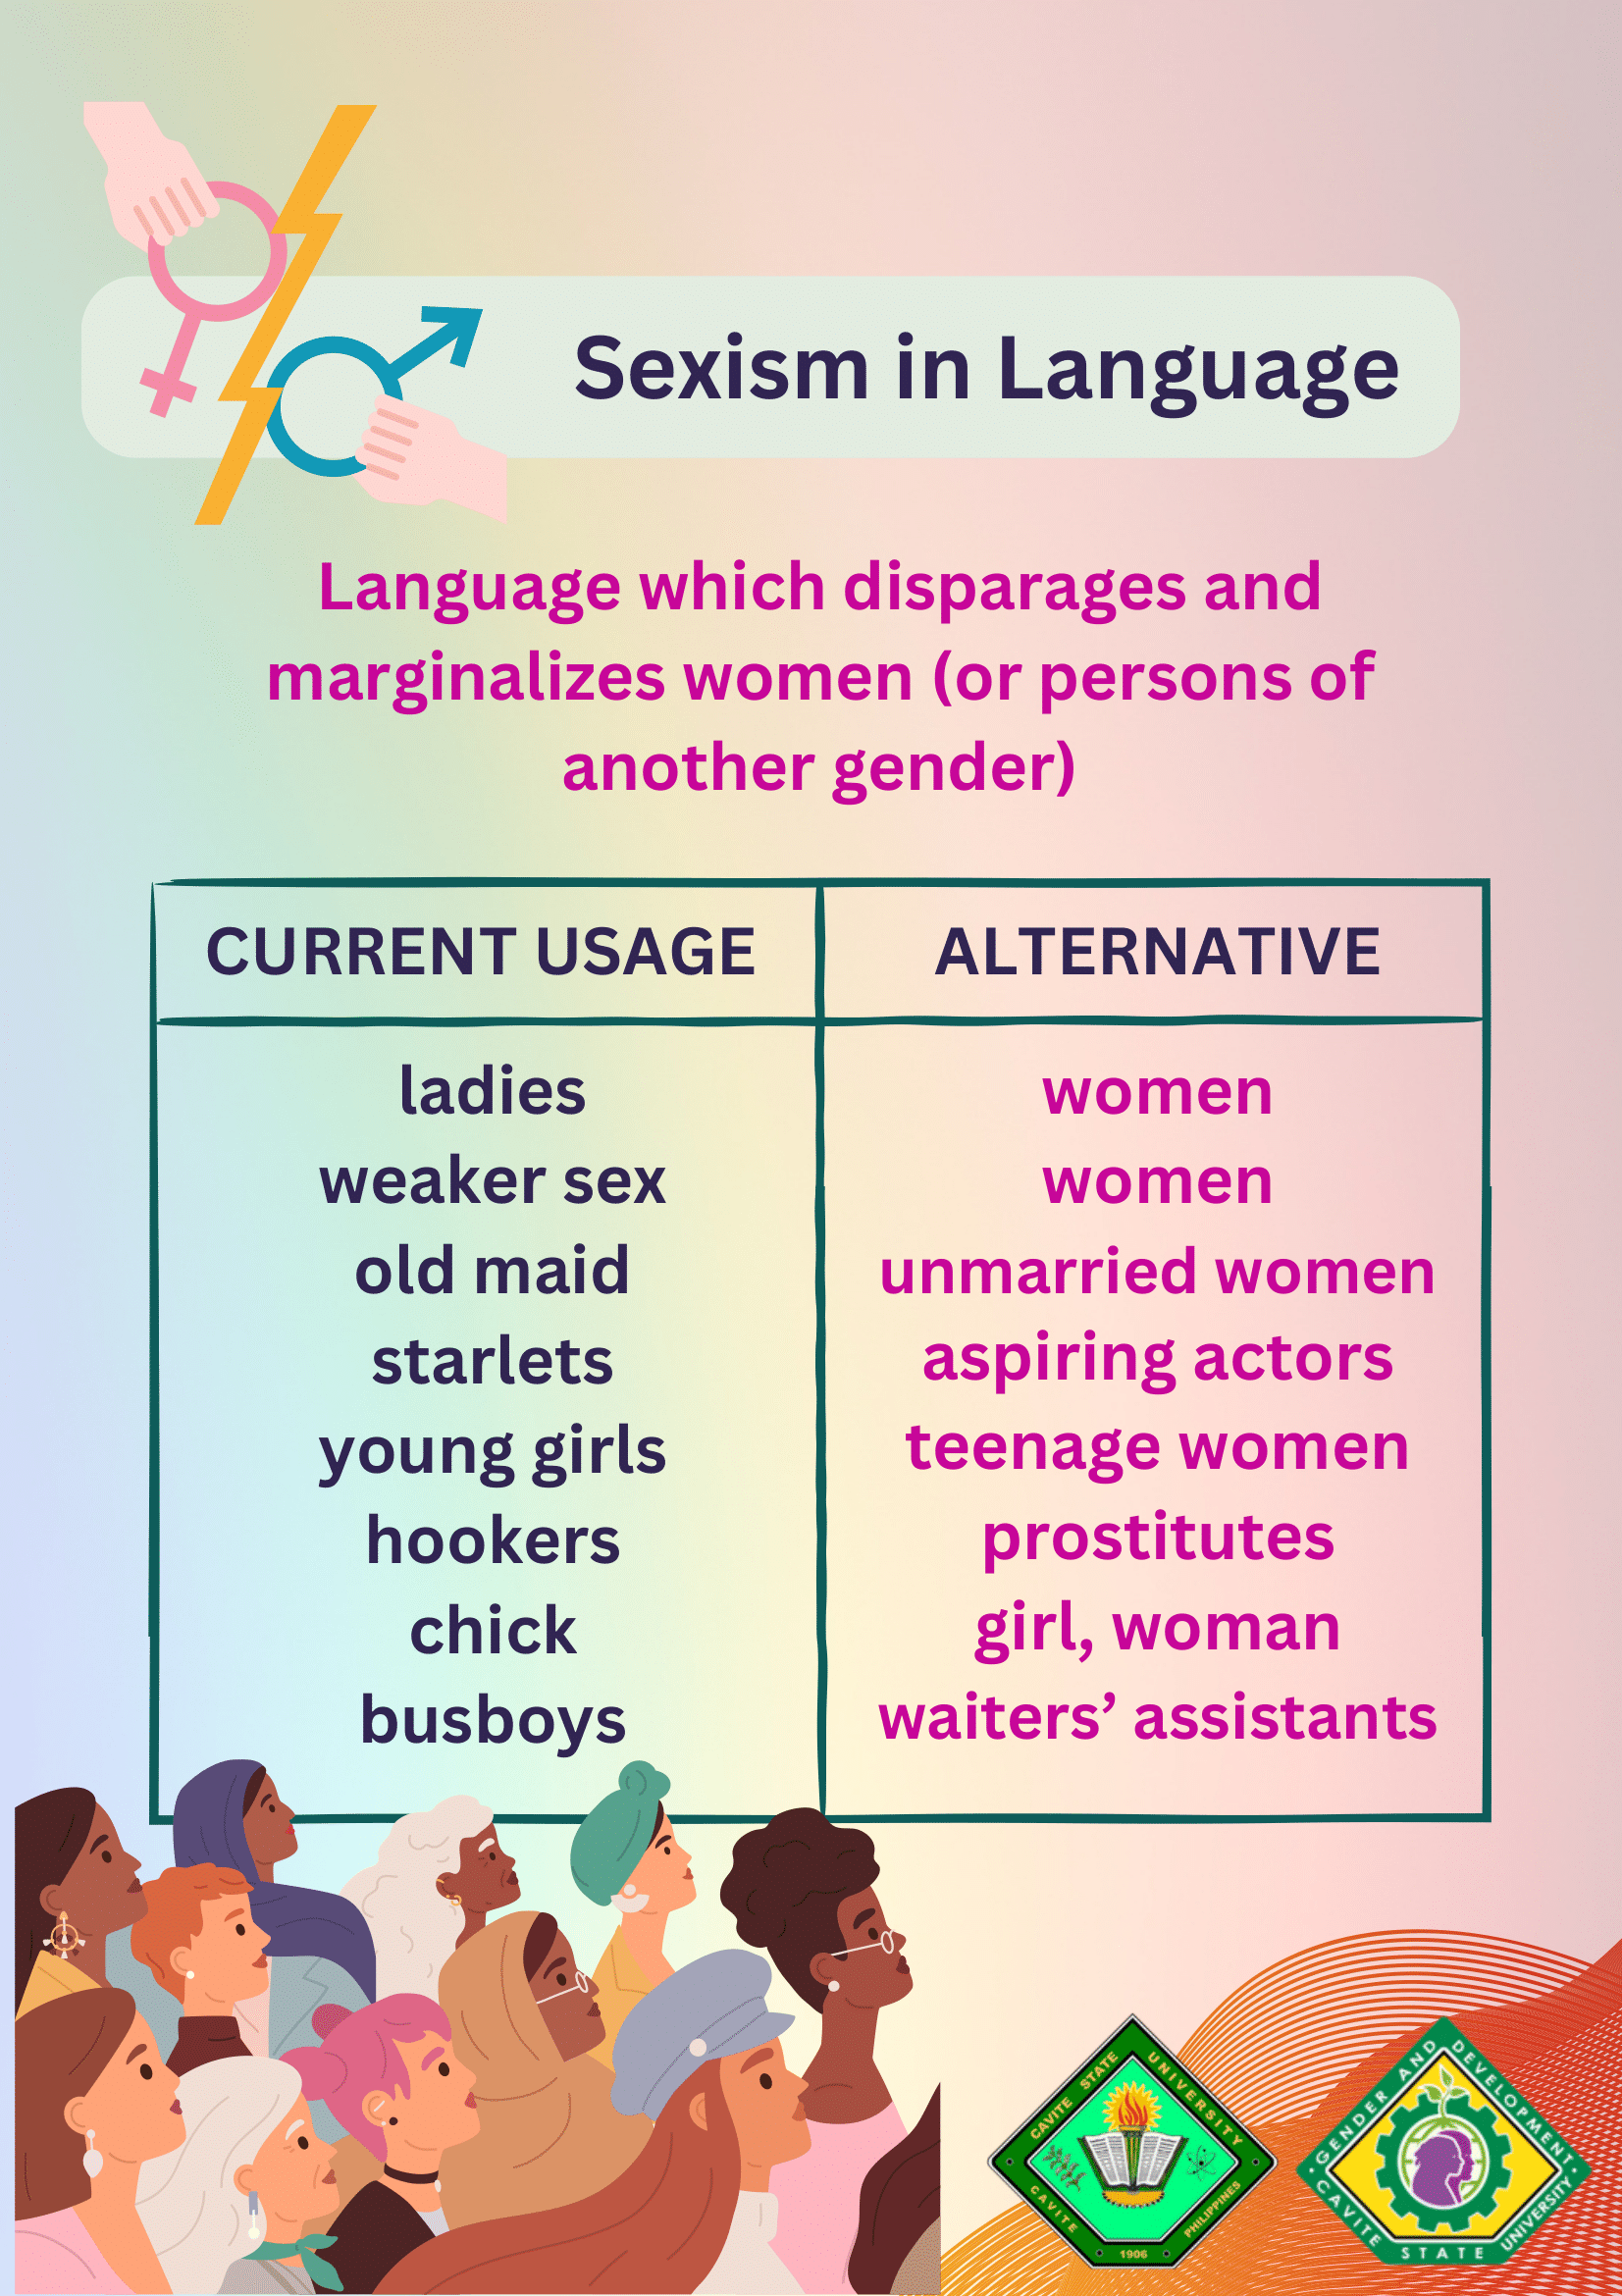 Sexism in Language
Language which disparages and
marginalizes women (or persons of
another gender)
CURRENT USAGE
ALTERNATIVE
ladies
women
weaker sex
women
old maid
unmarried women
starlets
aspiring actors
young girls
teenage women
hookers
prostitutes
chick
girl, woman
busboys
waiters’ assistants
CAVITE STATE UNIVERSITY
CAVITE
PHILIPPINES
1906
GENDER AND DEVELOPMENT
CAVITE STATE UNIVERSITY